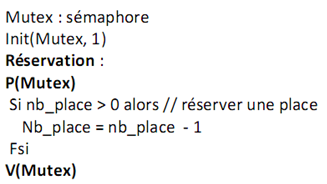 Mutex : sémaphore
Init(Mutex, 1)
Réservation :
P(Mutex)
Si nb_place > 0 alors // réserver une place
Nb_place = nb_place - 1
Fsi
V(Mutex)